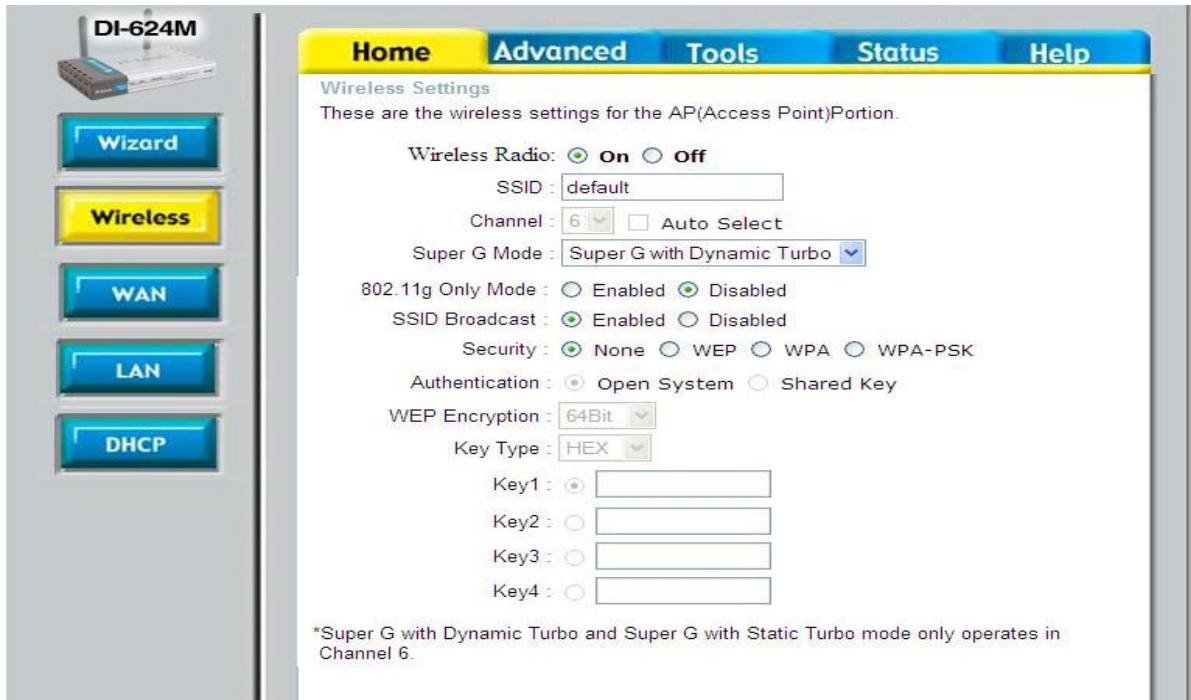 DI-624M
Home Advanced Tools Status Help
Wizard
Wireless
WAN
LAN
DHCP
Wireless Settings
These are the wireless settings for the AP(Access Point)Portion.
Wireless Radio: On Off
SSID : default
Channel : 6 Auto Select
Super G Mode : Super G with Dynamic Turbo
802.11g Only Mode : Enabled Disabled
SSID Broadcast : Enabled Disabled
Security : None WEP WPA WPA-PSK
Authentication : Open System Shared Key
WEP Encryption : 64Bit
Key Type : HEX
Key1 :
Key2 :
Key3 :
Key4 :
*Super G with Dynamic Turbo and Super G with Static Turbo mode only operates in
Channel 6.